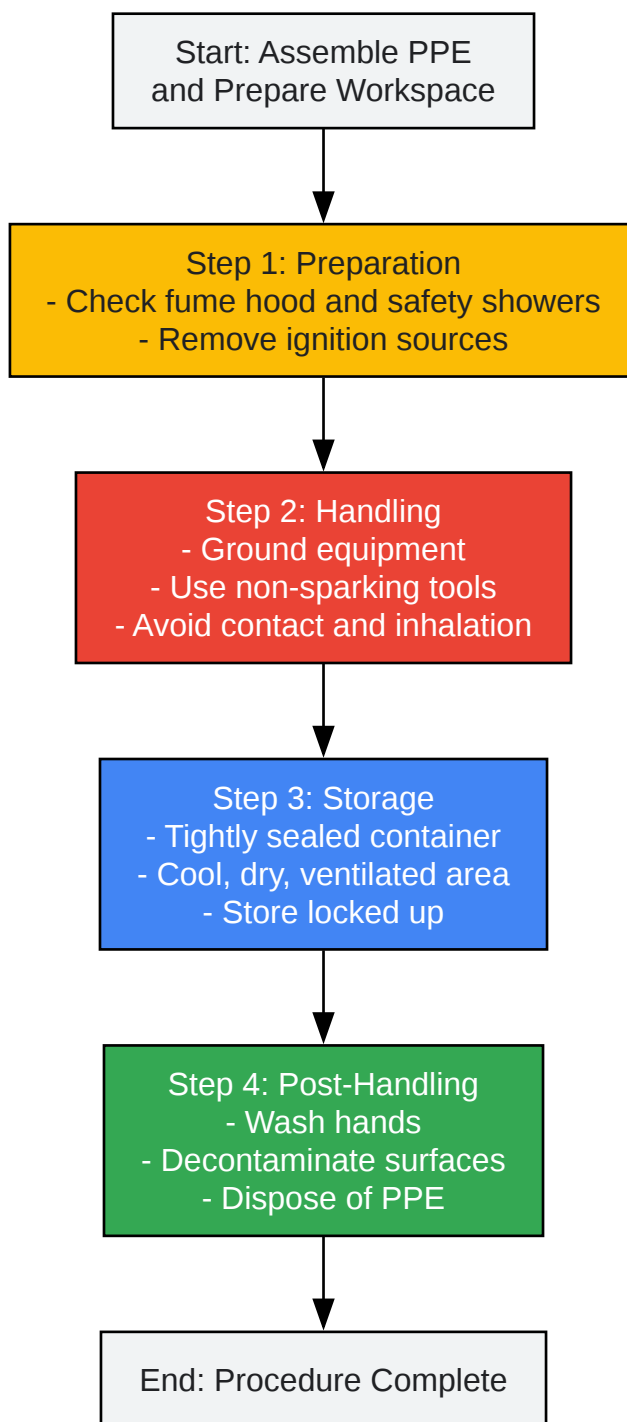 Start: Assemble PPE
and Prepare Workspace
Step 1: Preparation
- Check fume hood and safety showers
- Remove ignition sources
Step 2: Handling
- Ground equipment
- Use non-sparking tools
- Avoid contact and inhalation
Step 3: Storage
- Tightly sealed container
- Cool, dry, ventilated area
- Store locked up
Step 4: Post-Handling
- Wash hands
- Decontaminate surfaces
- Dispose of PPE
End: Procedure Complete